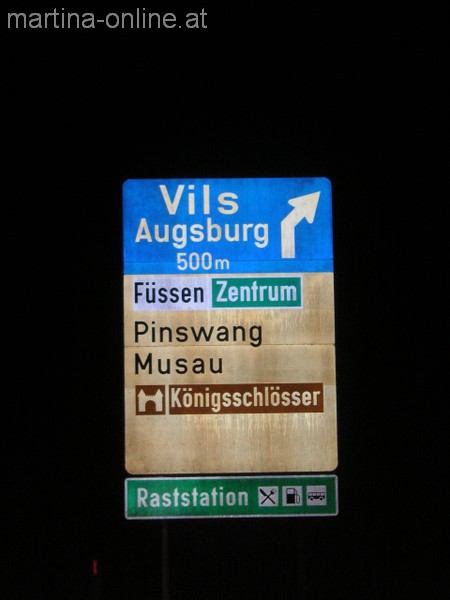 martina-online.at
Vils
Augsburg
500m
Füssen Zentrum
Pinswang
Musau
Königsschlösser
Raststation